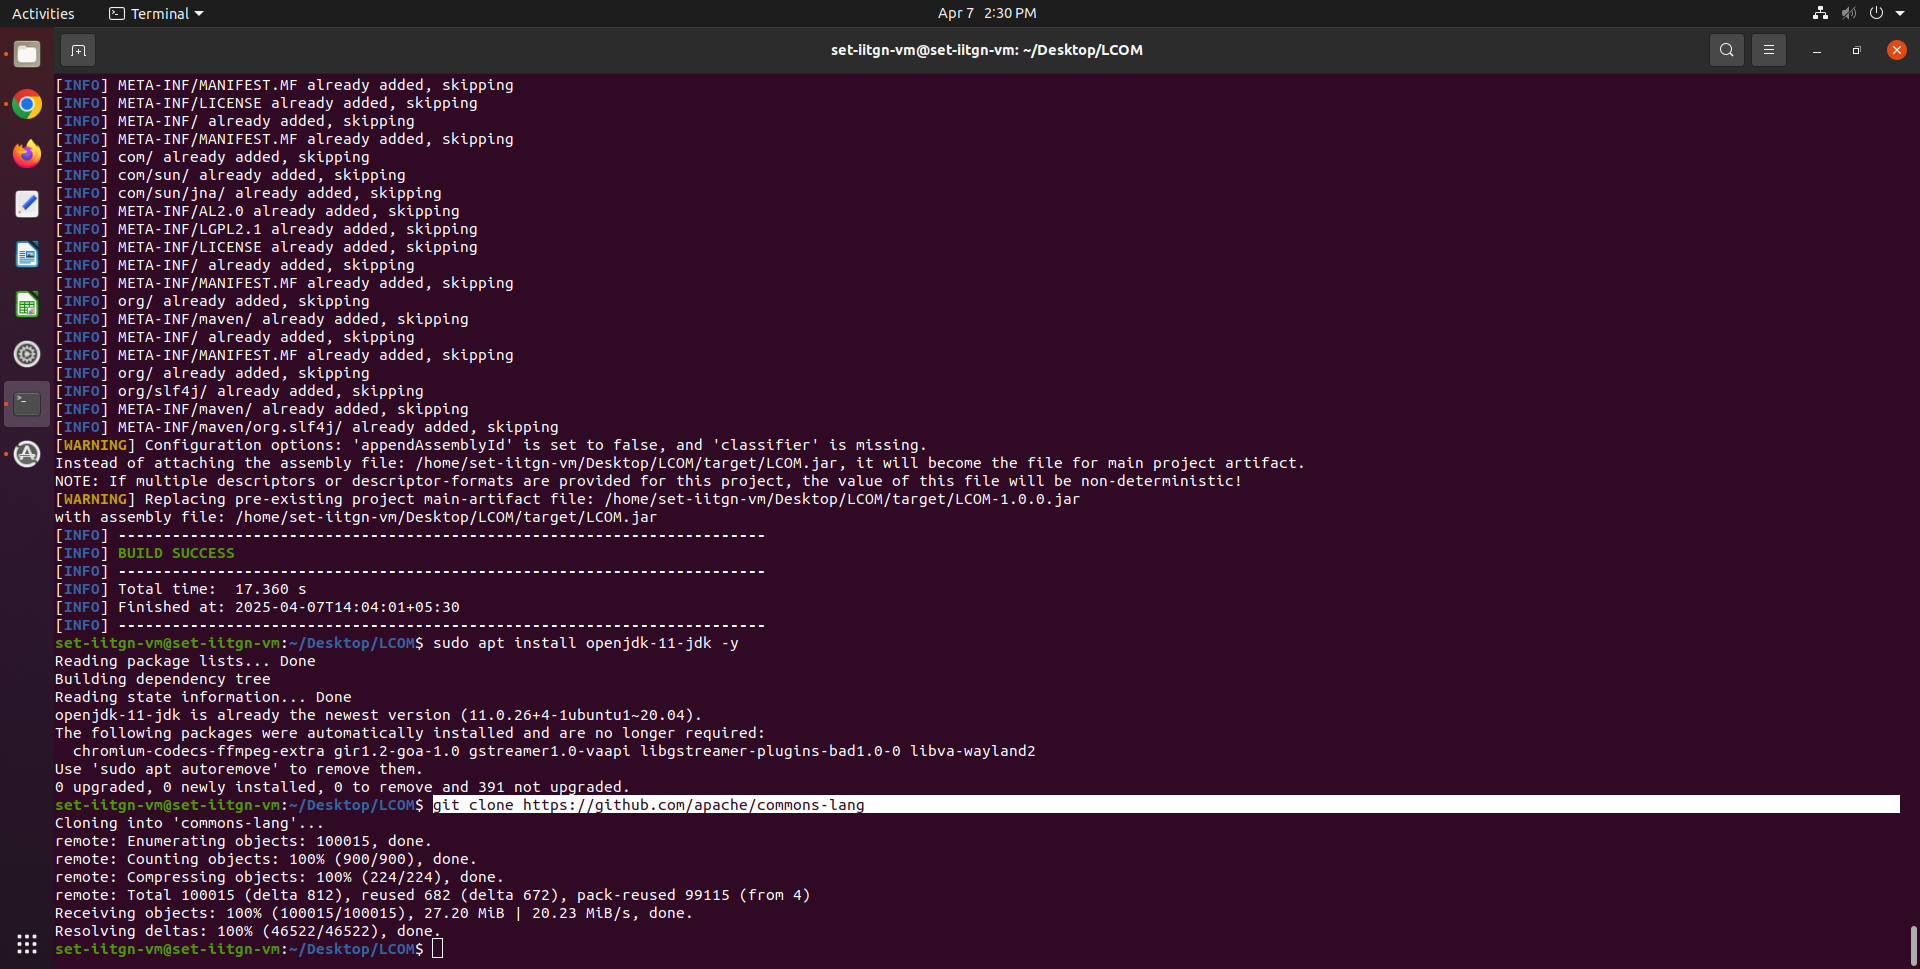 Activities
Terminal
Apr 7 2:30 PM
set-iitgn-vm@set-iitgn-vm: ~/Desktop/LCOM
[INFO] META-INF/MANIFEST.MF already added, skipping
[INFO] META-INF/LICENSE already added, skipping
[INFO] META-INF/ already added, skipping
[INFO] META-INF/MANIFEST.MF already added, skipping
[INFO] com/ already added, skipping
[INFO] com/sun/ already added, skipping
[INFO] com/sun/jna/ already added, skipping
[INFO] META-INF/AL2.0 already added, skipping
[INFO] META-INF/LGPL2.1 already added, skipping
[INFO] META-INF/LICENSE already added, skipping
[INFO] META-INF/ already added, skipping
[INFO] META-INF/MANIFEST.MF already added, skipping
[INFO] org/ already added, skipping
[INFO] META-INF/maven/ already added, skipping
[INFO] META-INF/ already added, skipping
[INFO] META-INF/MANIFEST.MF already added, skipping
[INFO] org/ already added, skipping
[INFO] org/slf4j/ already added, skipping
[INFO] META-INF/maven/ already added, skipping
[INFO] META-INF/maven/org.slf4j/ already added, skipping
[WARNING] Configuration options: 'appendAssemblyId' is set to false, and 'classifier' is missing.
Instead of attaching the assembly file: /home/set-iitgn-vm/Desktop/LCOM/target/LCOM.jar, it will become the file for main project artifact.
NOTE: If multiple descriptors or descriptor-formats are provided for this project, the value of this file will be non-deterministic!
[WARNING] Replacing pre-existing project main-artifact file: /home/set-iitgn-vm/Desktop/LCOM/target/LCOM-1.0.0.jar
with assembly file: /home/set-iitgn-vm/Desktop/LCOM/target/LCOM.jar
[INFO] ------------------------------------------------------------------------
[INFO] BUILD SUCCESS
[INFO] ------------------------------------------------------------------------
[INFO] Total time:  17.360 s
[INFO] Finished at: 2025-04-07T14:04:01+05:30
[INFO] ------------------------------------------------------------------------
set-iitgn-vm@set-iitgn-vm:~/Desktop/LCOM$ sudo apt install openjdk-11-jdk -y
Reading package lists... Done
Building dependency tree
Reading state information... Done
openjdk-11-jdk is already the newest version (11.0.26+4-1ubuntu1~20.04).
The following packages were automatically installed and are no longer required:
  chromium-codecs-ffmpeg-extra gir1.2-goa-1.0 gstreamer1.0-vaapi libgstreamer-plugins-bad1.0-0 libva-wayland2
Use 'sudo apt autoremove' to remove them.
0 upgraded, 0 newly installed, 0 to remove and 391 not upgraded.
set-iitgn-vm@set-iitgn-vm:~/Desktop/LCOM$ git clone https://github.com/apache/commons-lang
Cloning into 'commons-lang'...
remote: Enumerating objects: 100015, done.
remote: Counting objects: 100% (900/900), done.
remote: Compressing objects: 100% (224/224), done.
remote: Total 100015 (delta 812), reused 682 (delta 672), pack-reused 99115 (from 4)
Receiving objects: 100% (100015/100015), 27.20 MiB | 20.23 MiB/s, done.
Resolving deltas: 100% (46522/46522), done.
set-iitgn-vm@set-iitgn-vm:~/Desktop/LCOM$